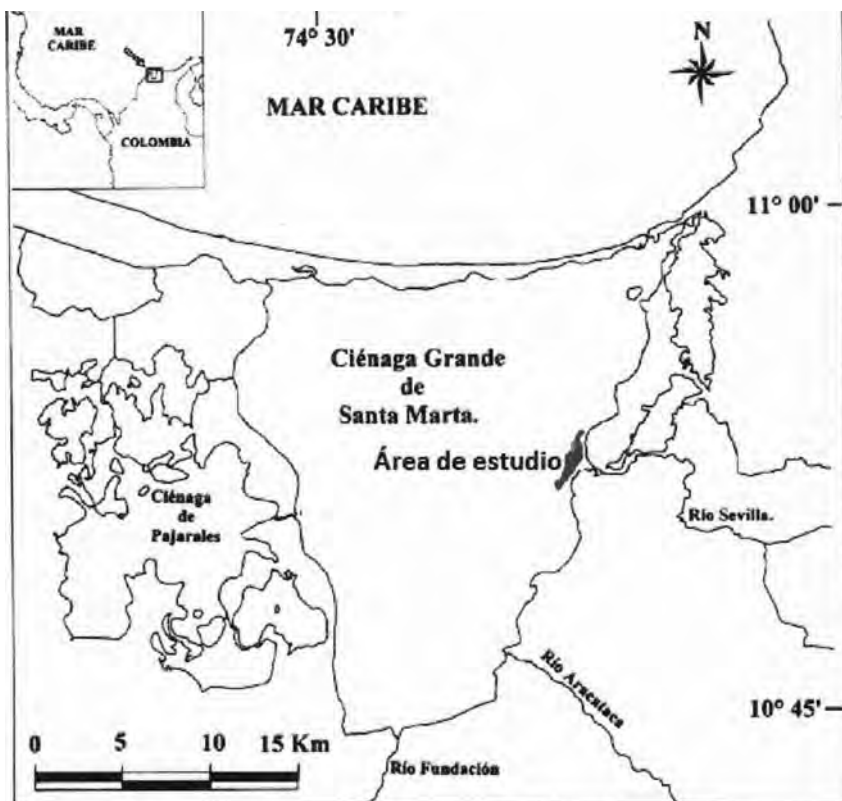 MAR
CARIBE
COLOMBIA
74° 30'
N
MAR CARIBE
11° 00'
Ciénaga Grande
de
Santa Marta.
Área de estudio
Ciénaga
de
Pajarales
Río Sevilla.
Río Aracataca
10° 45'
0 5 10 15 Km
Río Fundación